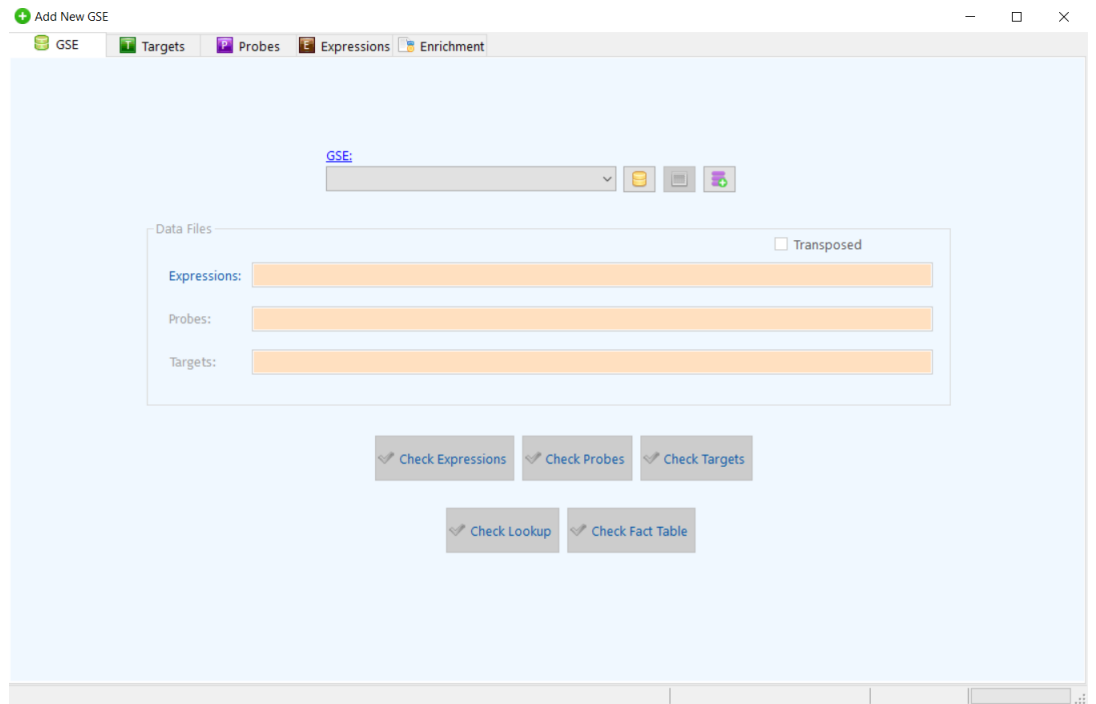 Add New GSE
GSE
T Targets
P Probes
E Expressions
Enrichment
GSE:
Data Files
Transposed
Expressions:
Probes:
Targets:
Check Expressions
Check Probes
Check Targets
Check Lookup
Check Fact Table